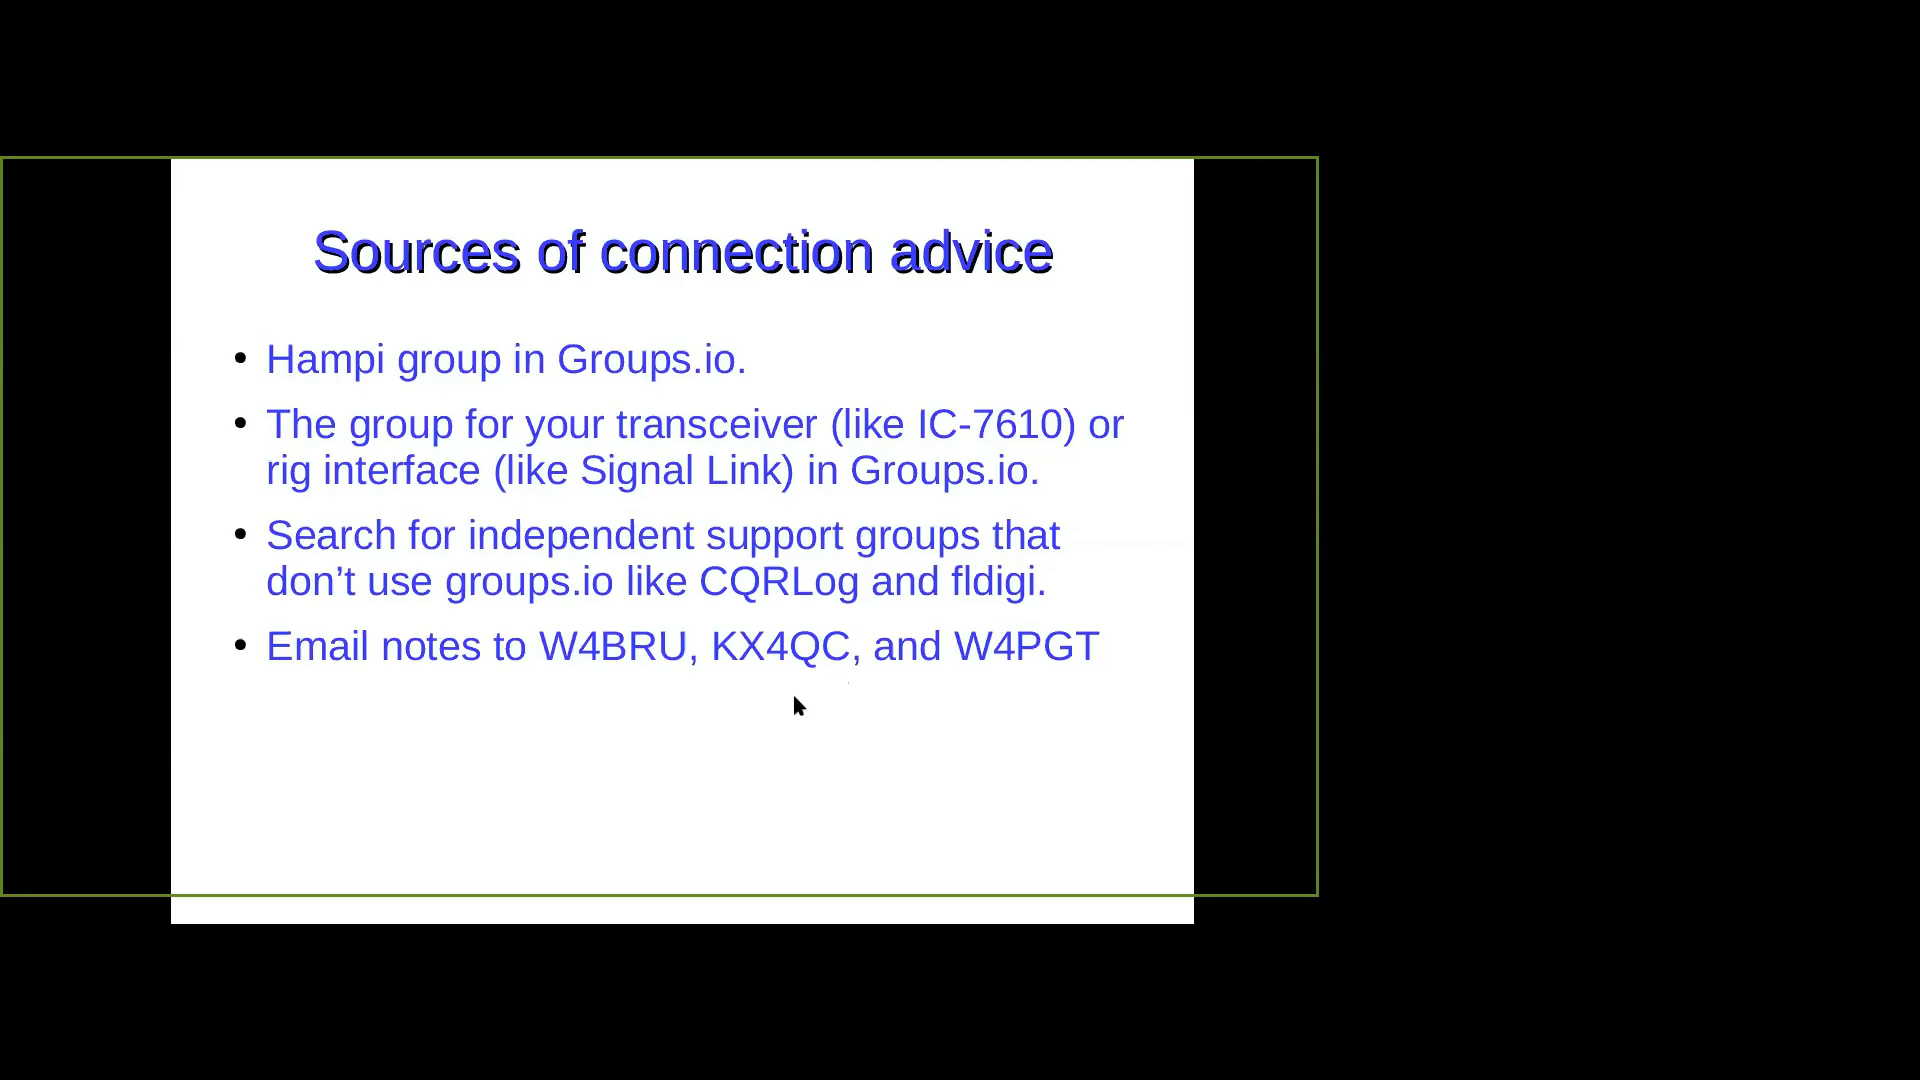 Sources of connection advice
• Hampi group in Groups.io.
• The group for your transceiver (like IC-7610) or
rig interface (like Signal Link) in Groups.io.
• Search for independent support groups that
don’t use groups.io like CQRLog and fldigi.
• Email notes to W4BRU, KX4QC, and W4PGT